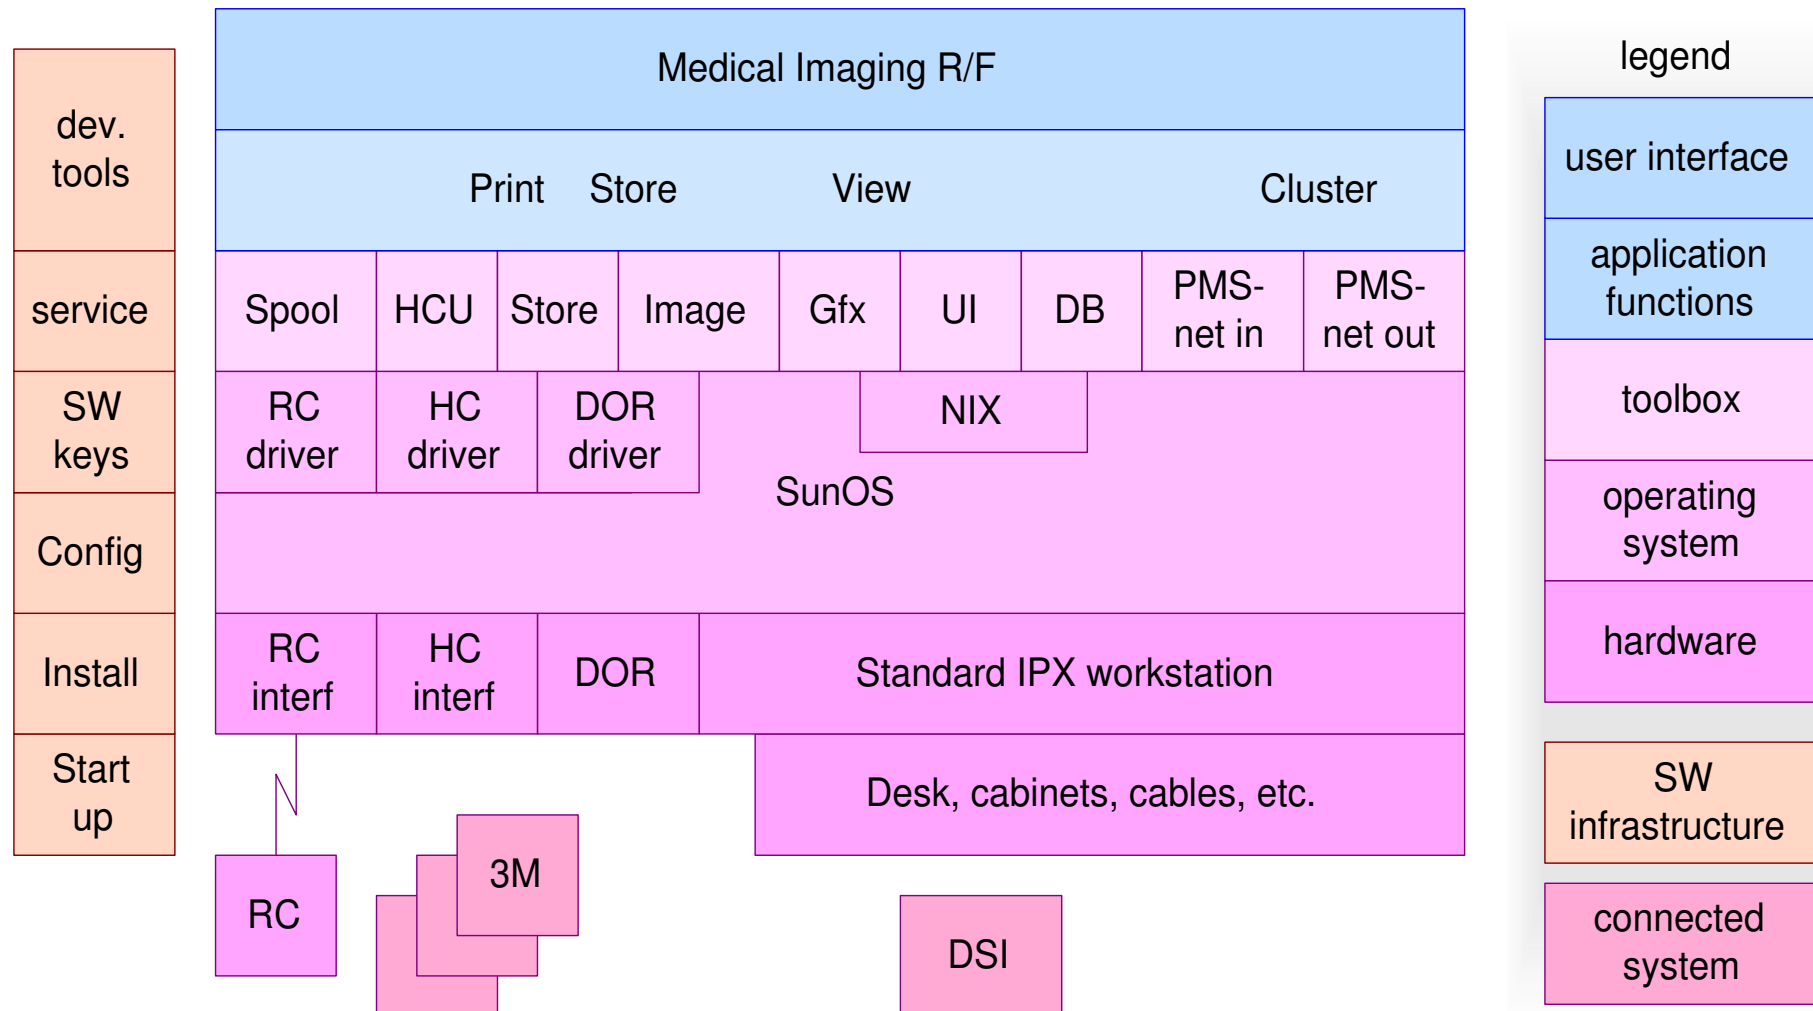 Medical Imaging R/F
Print Store View Cluster
Spool
HCU
Store
Image
Gfx
UI
DB
PMS-
net in
PMS-
net out
RC
driver
HC
driver
DOR
driver
NIX
SunOS
RC
interf
HC
interf
DOR
Standard IPX workstation
Desk, cabinets, cables, etc.
RC
3M
DSI
dev.
tools
service
SW
keys
Config
Install
Start
up
legend
user interface
application
functions
toolbox
operating
system
hardware
SW
infrastructure
connected
system